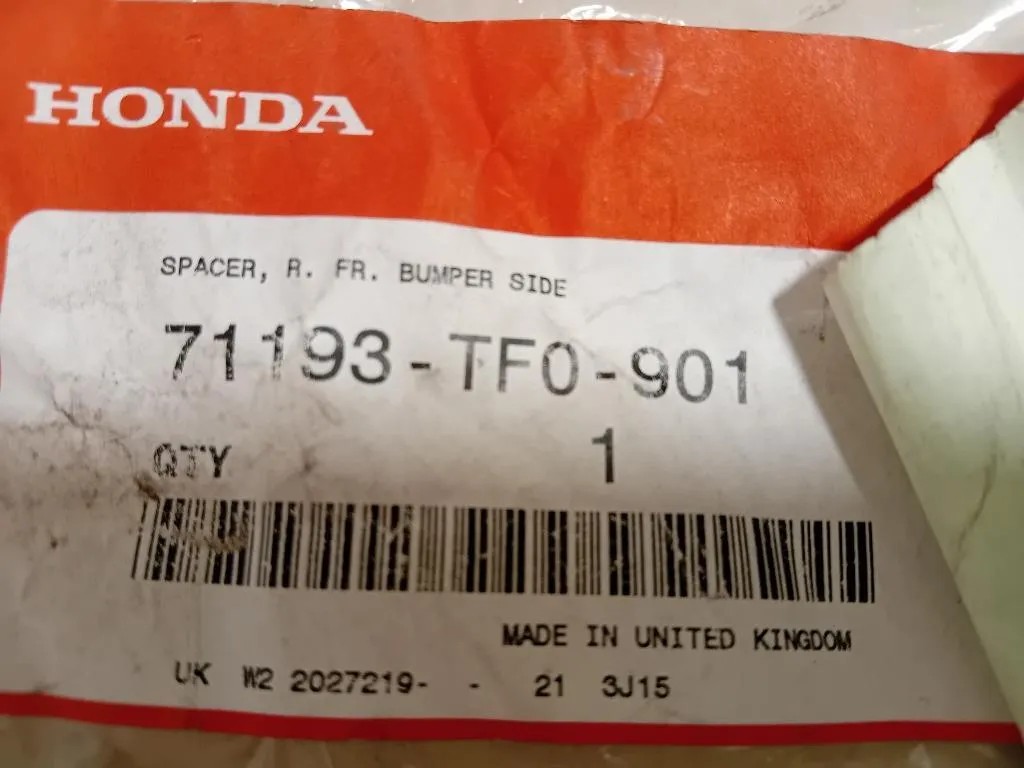 HONDA
SPACER, R. FR. BUMPER SIDE
71193-TF0-901
QTY 1
MADE IN UNITED KINGDOM
UK W2 2027219- - 21 3J15